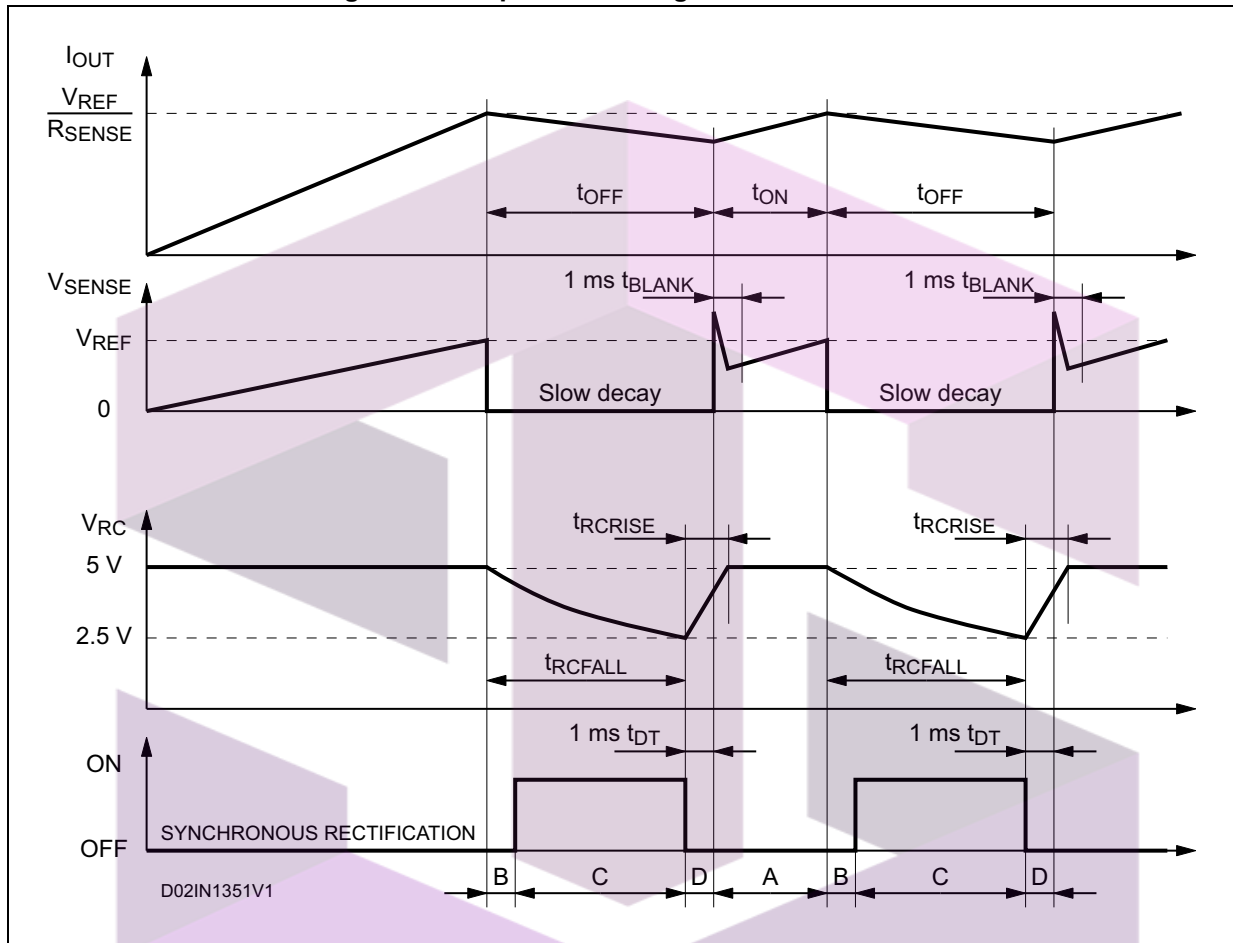 IOUT
VREF
RSENSE
tOFF
tON
tOFF
VSENSE
1 ms tBLANK
1 ms tBLANK
VREF
Slow decay
Slow decay
0
VRC
tRCRISE
tRCRISE
5 V
2.5 V
tRCFALL
tRCFALL
1 ms tDT
1 ms tDT
ON
SYNCHRONOUS RECTIFICATION
OFF
B
C
D
A
B
C
D
D02IN1351V1